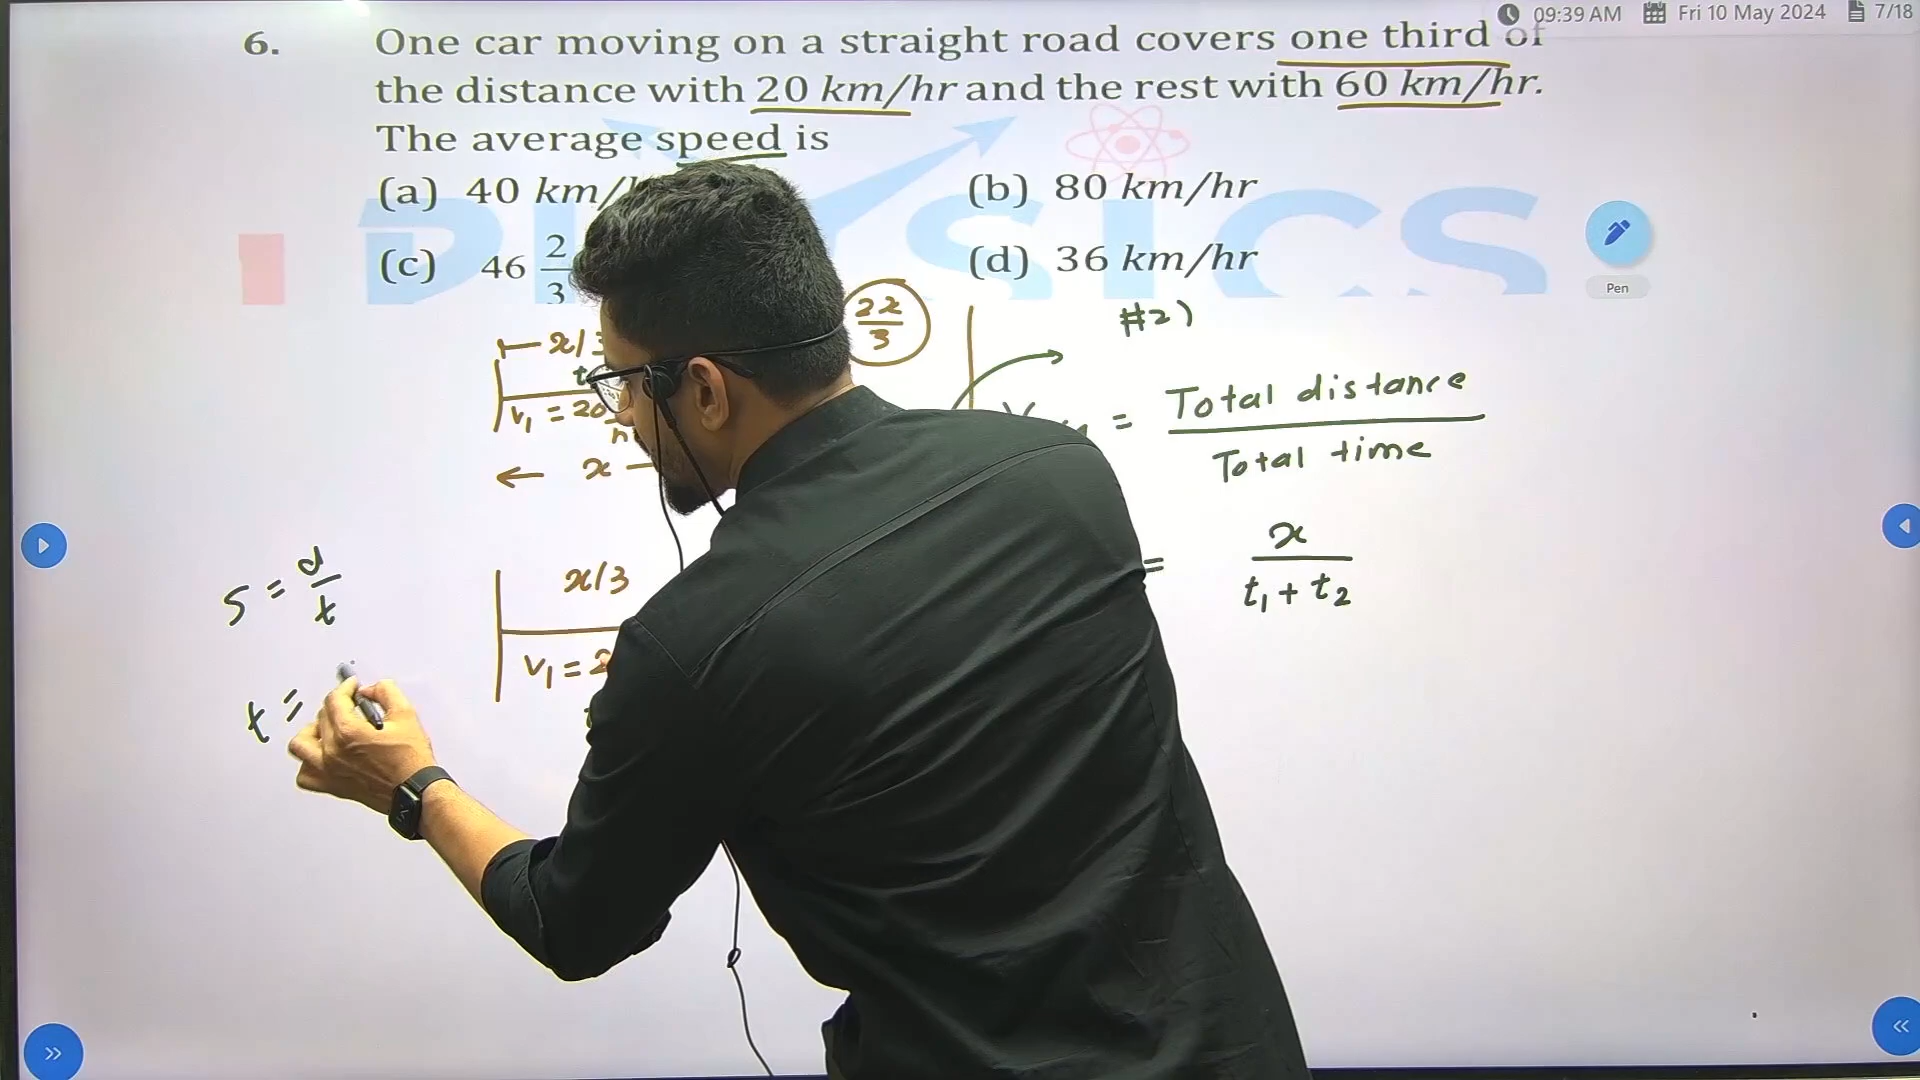 09:39 AM Fri 10 May 2024 7/18
6. One car moving on a straight road covers one third of
the distance with 20 km/hr and the rest with 60 km/hr.
The average speed is
(a) 40 km/
(b) 80 km/hr
(c) 46 2/3
(d) 36 km/hr
PHYSICS
Pen
x/3
2x/3
#2)
V1 = 20
x
= Total distance / Total time
S = d/t
x/3
= x / t1 + t2
V1 = 2
t =